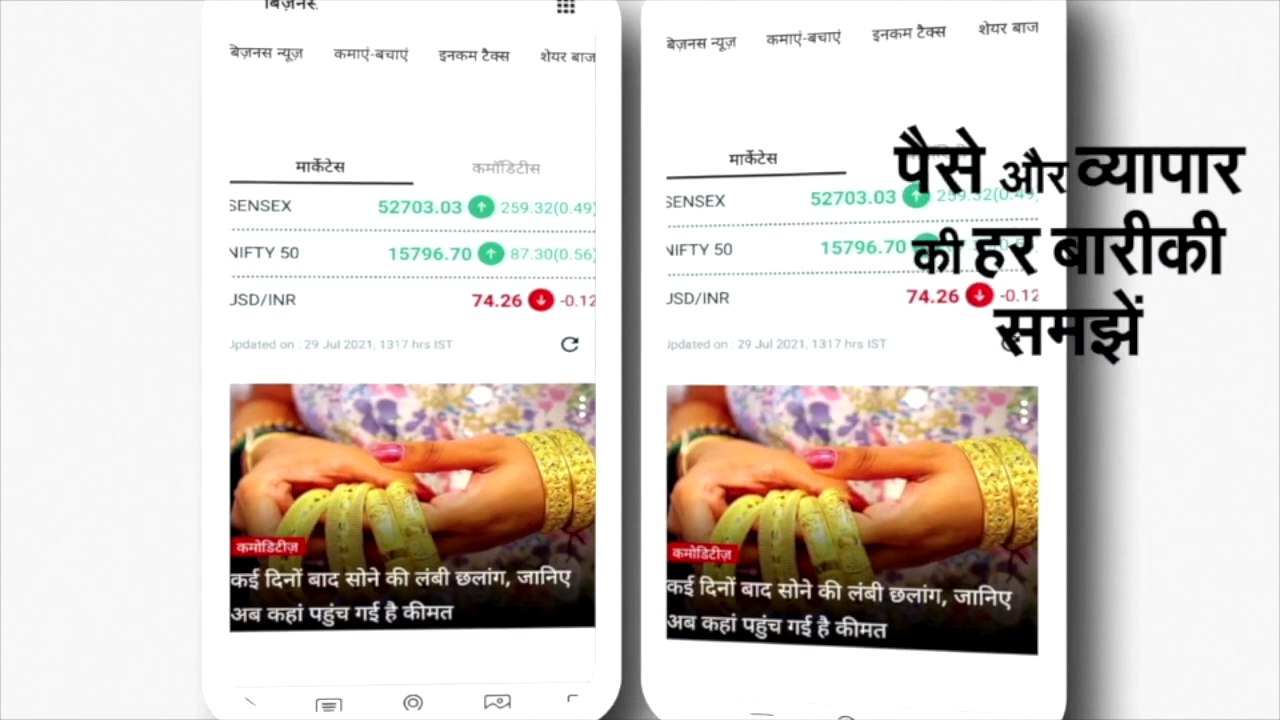 बिज़नेस
बिज़नस न्यूज़ कमाएं-बचाएं इनकम टैक्स शेयर बाज
मार्केटेस कमॉडिटीस
SENSEX 52703.03 259.32(0.49)
NIFTY 50 15796.70 87.30(0.56)
USD/INR 74.26 -0.12
Updated on : 29 Jul 2021, 1317 hrs IST
कमोडिटीज़
कई दिनों बाद सोने की लंबी छलांग, जानिए
अब कहां पहुंच गई है कीमत
बिज़नस न्यूज़ कमाएं-बचाएं इनकम टैक्स शेयर बाज
मार्केटेस
SENSEX 52703.03 259.32(0.49)
NIFTY 50 15796.70
USD/INR 74.26 -0.12
Updated on : 29 Jul 2021, 1317 hrs IST
कमोडिटीज़
कई दिनों बाद सोने की लंबी छलांग, जानिए
अब कहां पहुंच गई है कीमत
पैसे और व्यापार
की हर बारीकी
समझें